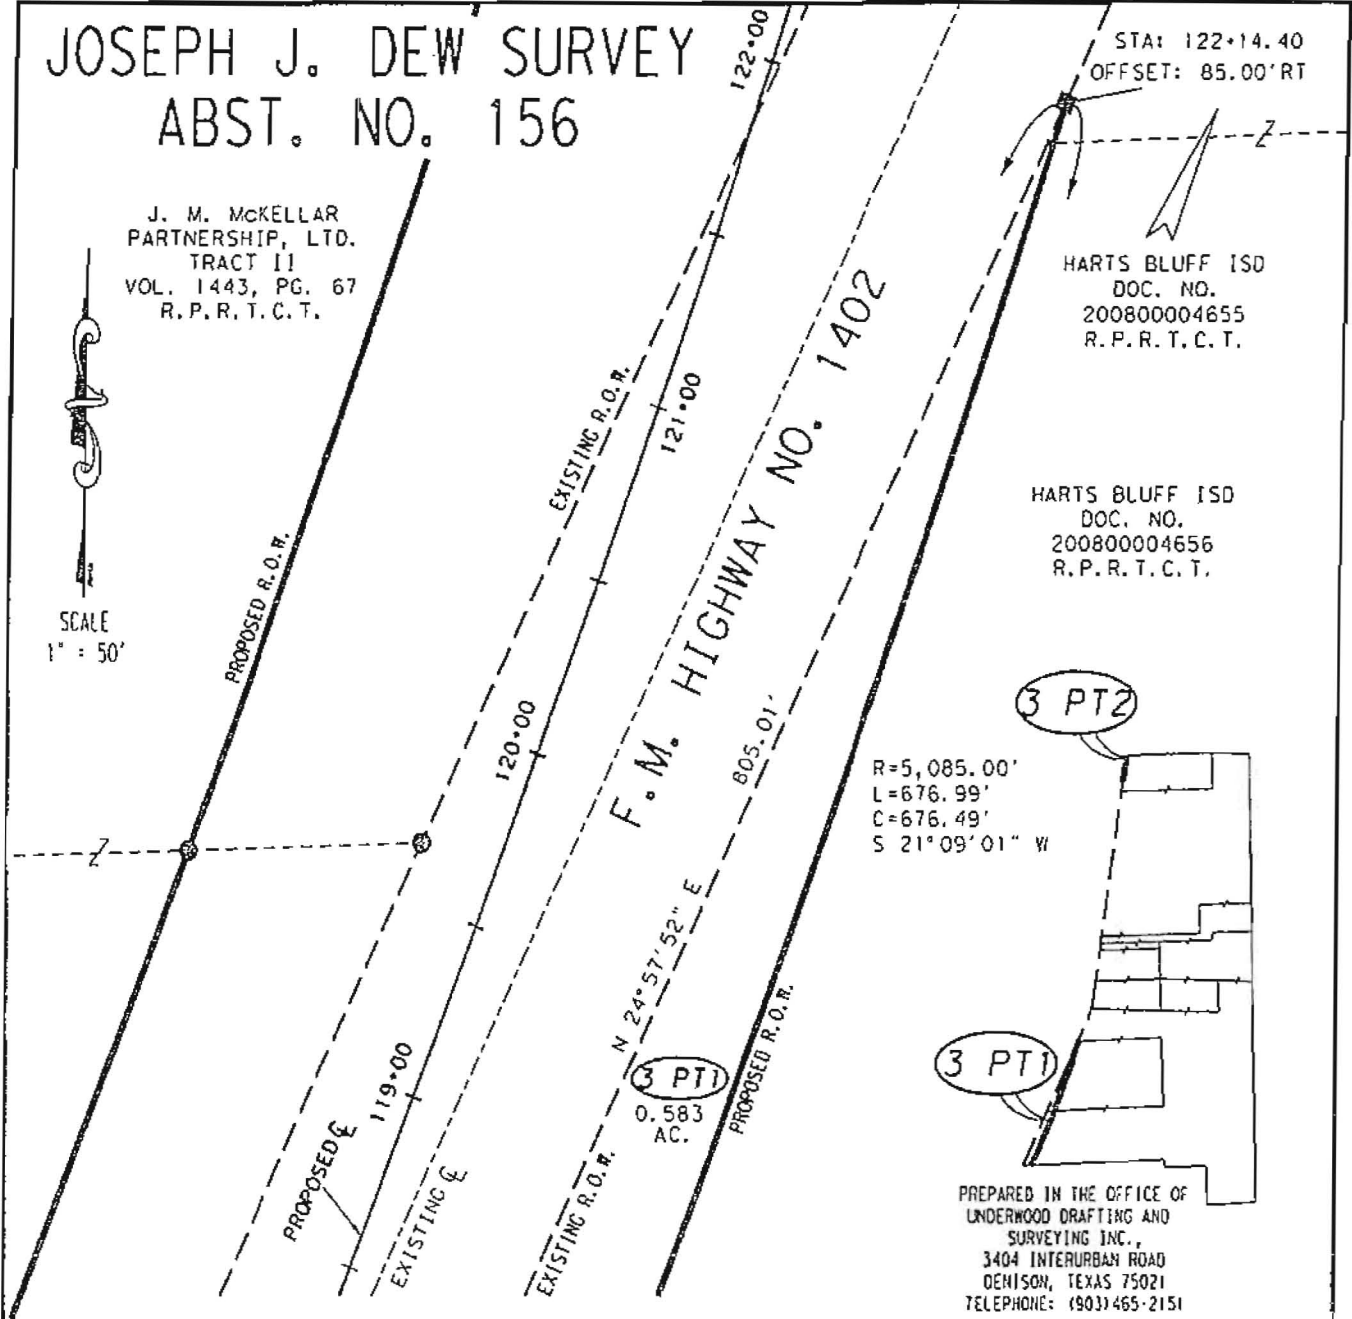 JOSEPH J. DEW SURVEY
ABST. NO. 156
J. M. McKELLAR
PARTNERSHIP, LTD.
TRACT II
VOL. 1443, PG. 67
R.P.R.T.C.T.
SCALE
1" = 50'
PROPOSED R.O.W.
EXISTING R.O.W.
122+00
121+00
120+00
119+00
PROPOSED ℄
EXISTING ℄
F.M. HIGHWAY NO. 1402
805.01'
N 24°57'52" E
EXISTING R.O.W.
3 PT1
0.583
AC.
PROPOSED R.O.W.
STA: 122+14.40
OFFSET: 85.00'RT
Z
HARTS BLUFF ISD
DOC. NO.
200800004655
R.P.R.T.C.T.
HARTS BLUFF ISD
DOC. NO.
200800004656
R.P.R.T.C.T.
R=5,085.00'
L=676.99'
C=676.49'
S 21°09'01" W
Z
3 PT2
3 PT1
PREPARED IN THE OFFICE OF
UNDERWOOD DRAFTING AND
SURVEYING INC.,
3404 INTERURBAN ROAD
DENISON, TEXAS 75021
TELEPHONE: (903)465-2151